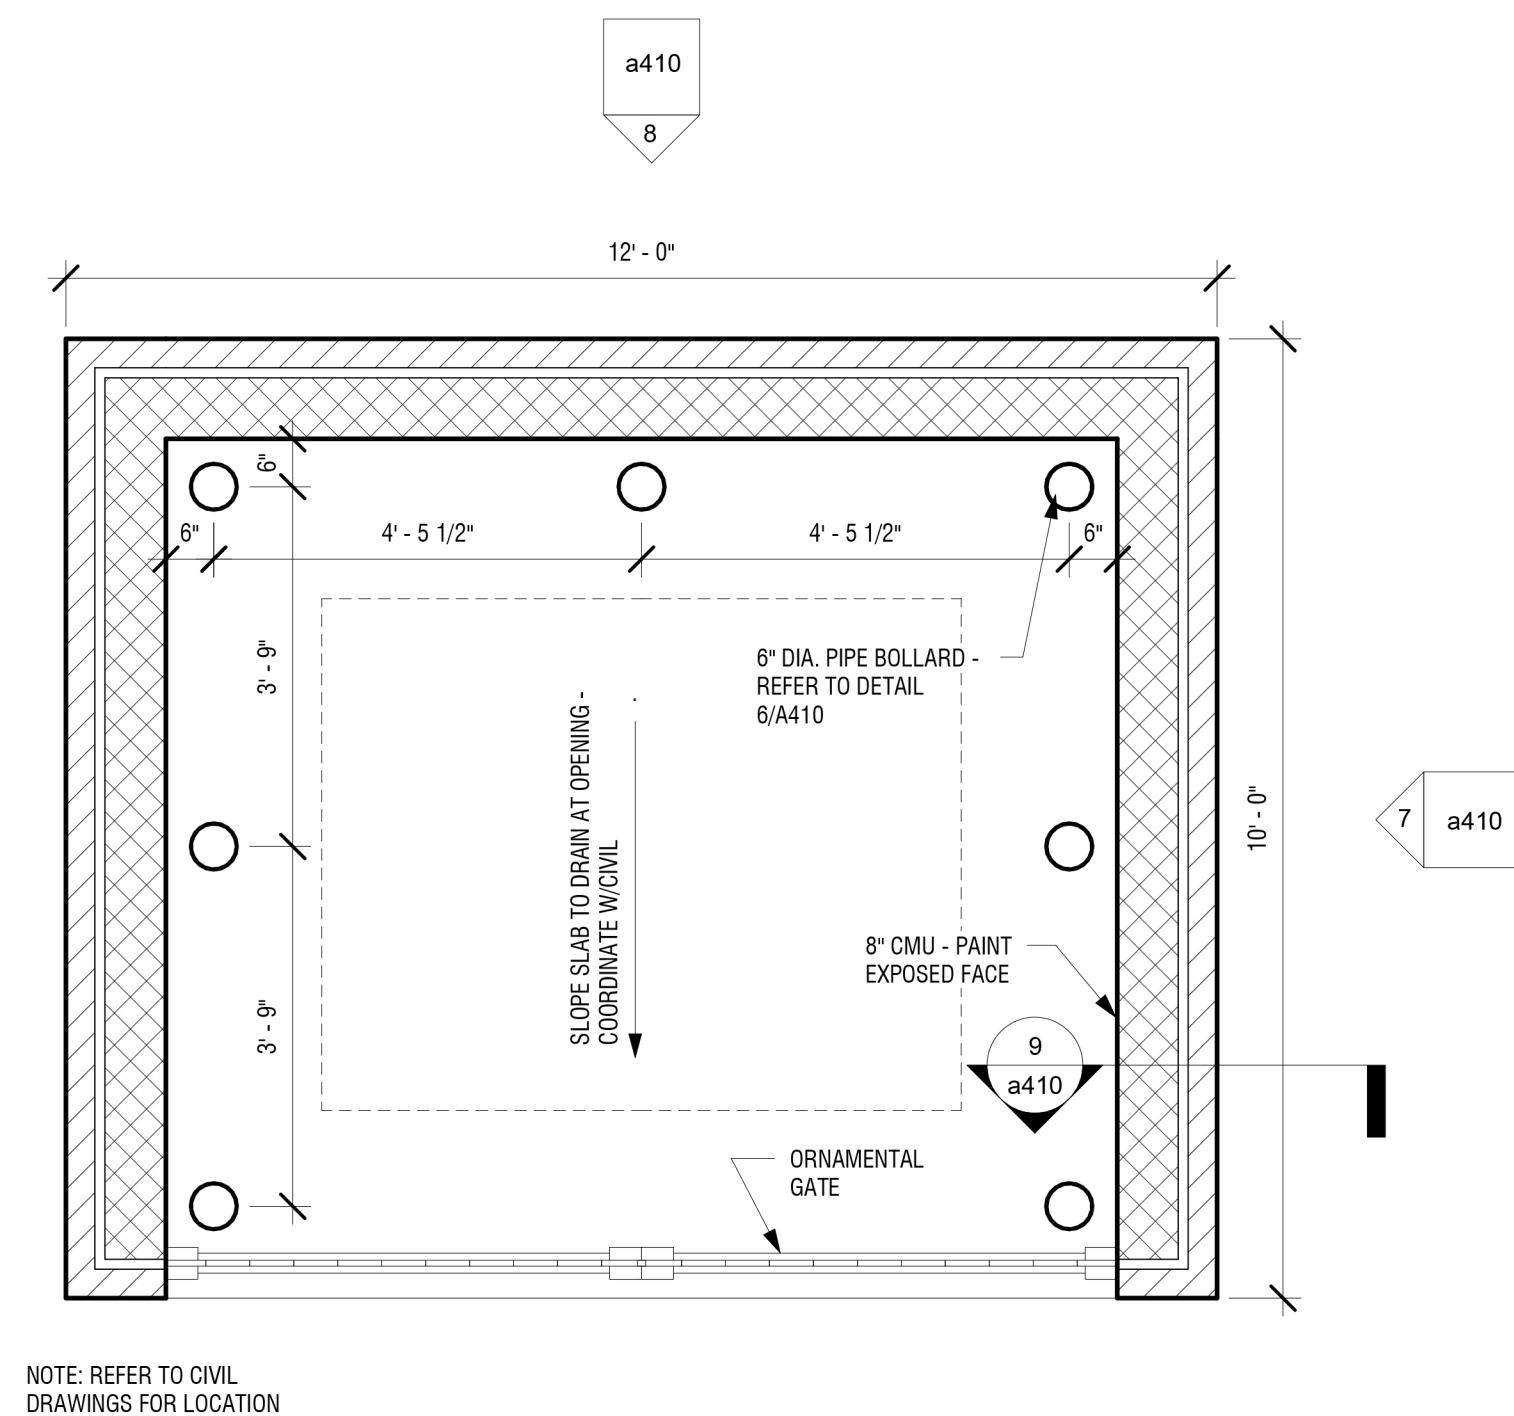 a410
8
12' - 0"
6"
6"
4' - 5 1/2"
4' - 5 1/2"
6"
3' - 9"
6" DIA. PIPE BOLLARD -
REFER TO DETAIL
6/A410
SLOPE SLAB TO DRAIN AT OPENING -
COORDINATE W/CIVIL
10' - 0"
7
a410
8" CMU - PAINT
EXPOSED FACE
3' - 9"
9
a410
ORNAMENTAL
GATE
NOTE: REFER TO CIVIL
DRAWINGS FOR LOCATION